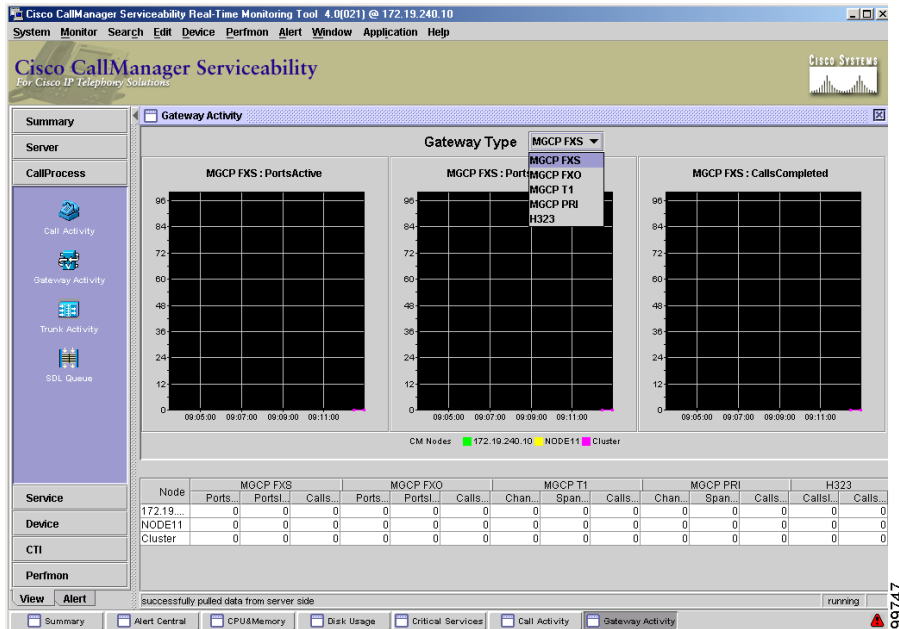 Cisco CallManager Serviceability Real-Time Monitoring Tool 4.0[021] @ 172.19.240.10
System Monitor Search Edit Device Perfmon Alert Window Application Help
Cisco CallManager Serviceability
For Cisco IP Telephony Solutions
CISCO SYSTEMS
Summary
Server
CallProcess
Call Activity
Gateway Activity
Trunk Activity
SDL Queue
Service
Device
CTI
Perfmon
View Alert
Gateway Activity
Gateway Type MGCP FXS
MGCP FXS
MGCP FXO
MGCP T1
MGCP PRI
H323
MGCP FXS : PortsActive
96
84
72
60
48
36
24
12
0
09:05:00 09:07:00 09:09:00 09:11:00
MGCP FXS : Ports
96
84
72
60
48
36
24
12
0
09:05:00 09:07:00 09:09:00 09:11:00
MGCP FXS : CallsCompleted
96
84
72
60
48
36
24
12
0
09:05:00 09:07:00 09:09:00 09:11:00
CM Nodes 172.19.240.10 NODE11 Cluster
Node MGCP FXS MGCP FXO MGCP T1 MGCP PRI H323
Ports... PortsI... Calls... Ports... PortsI... Calls... Chan... Span... Calls... Chan... Span... Calls... CallsI... Calls...
172.19.... 0 0 0 0 0 0 0 0 0 0 0 0 0 0
NODE11 0 0 0 0 0 0 0 0 0 0 0 0 0 0
Cluster 0 0 0 0 0 0 0 0 0 0 0 0 0 0
successfully pulled data from server side running
Summary Alert Central CPU&Memory Disk Usage Critical Services Call Activity Gateway Activity
99747